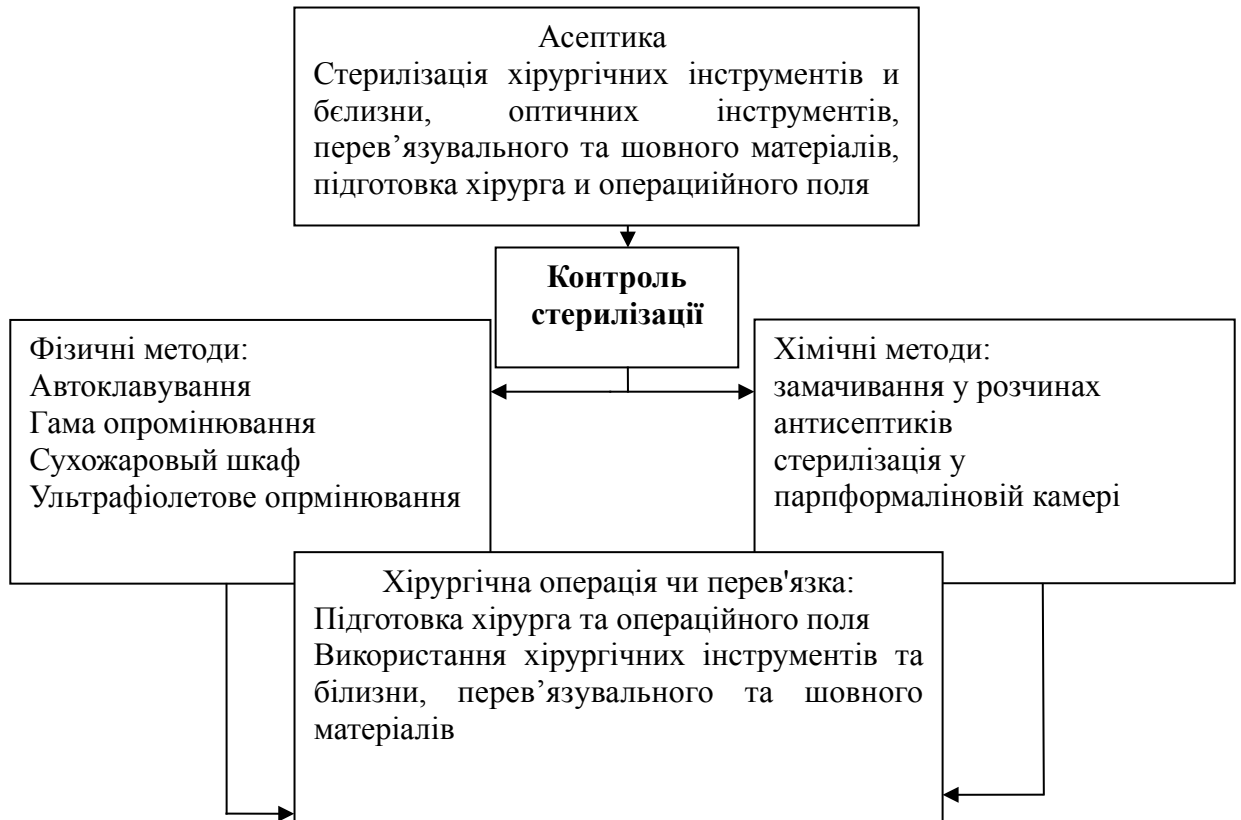 Асептика
Стерилізація хірургічних інструментів и
бєлизни, оптичних інструментів,
перев’язувального та шовного матеріалів,
підготовка хірурга и операциійного поля
Контроль
стерилізації
Фізичні методи:
Автоклавування
Гама опромінювання
Сухожаровый шкаф
Ультрафіолетове опрмінювання
Хімічні методи:
замачивання у розчинах
антисептиків
стерилізація у
парпформаліновій камері
Хірургічна операція чи перев'язка:
Підготовка хірурга та операційного поля
Використання хірургічних інструментів та
білизни, перев’язувального та шовного
матеріалів